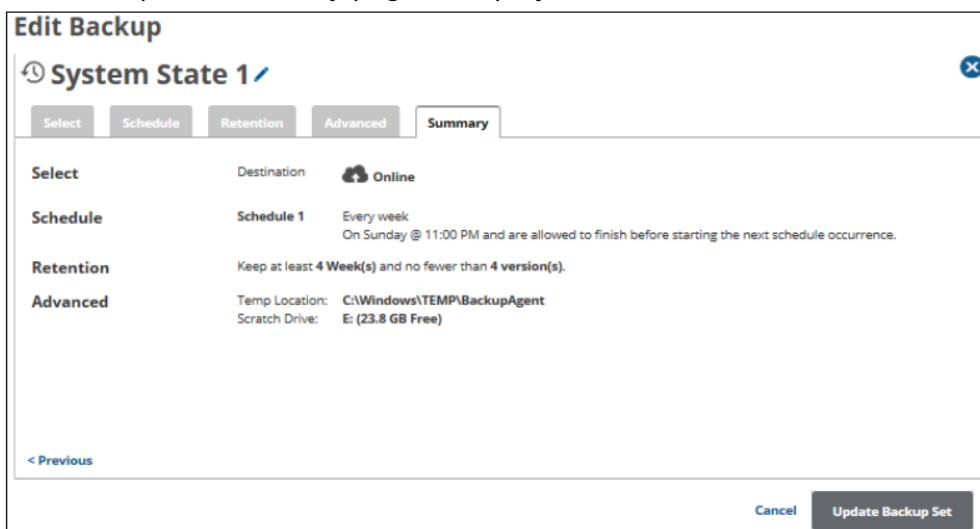 Edit Backup
System State 1
Select Schedule Retention Advanced Summary
Select Destination Online
Schedule Schedule 1 Every week
On Sunday @ 11:00 PM and are allowed to finish before starting the next schedule occurrence.
Retention Keep at least 4 Week(s) and no fewer than 4 version(s).
Advanced Temp Location: C:\Windows\TEMP\BackupAgent
Scratch Drive: E: (23.8 GB Free)
< Previous
Cancel Update Backup Set